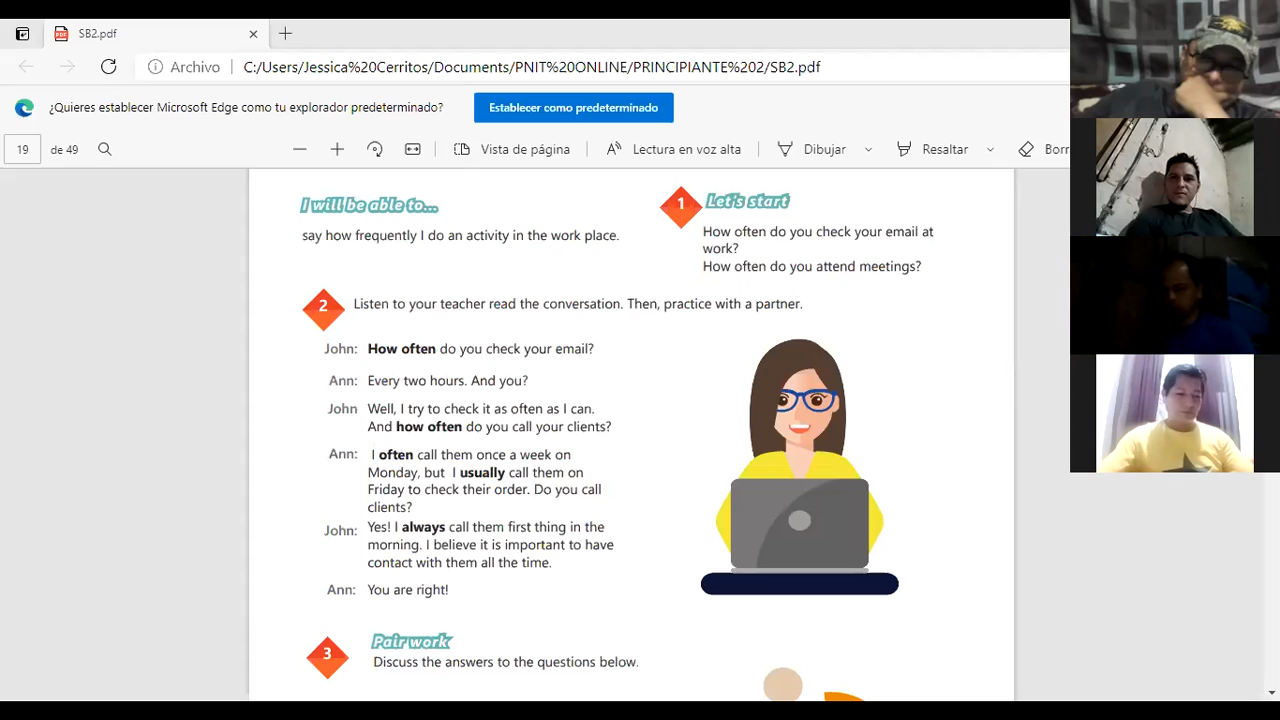 SB2.pdf
Archivo C:/Users/Jessica%20Cerritos/Documents/PNIT%20ONLINE/PRINCIPIANTE%202/SB2.pdf
¿Quieres establecer Microsoft Edge como tu explorador predeterminado? Establecer como predeterminado
19 de 49 Vista de página Lectura en voz alta Dibujar Resaltar Borr
I will be able to...
say how frequently I do an activity in the work place.
1 Let's start
How often do you check your email at
work?
How often do you attend meetings?
2 Listen to your teacher read the conversation. Then, practice with a partner.
John: How often do you check your email?
Ann: Every two hours. And you?
John Well, I try to check it as often as I can.
And how often do you call your clients?
Ann: I often call them once a week on
Monday, but I usually call them on
Friday to check their order. Do you call
clients?
John: Yes! I always call them first thing in the
morning. I believe it is important to have
contact with them all the time.
Ann: You are right!
3 Pair work
Discuss the answers to the questions below.